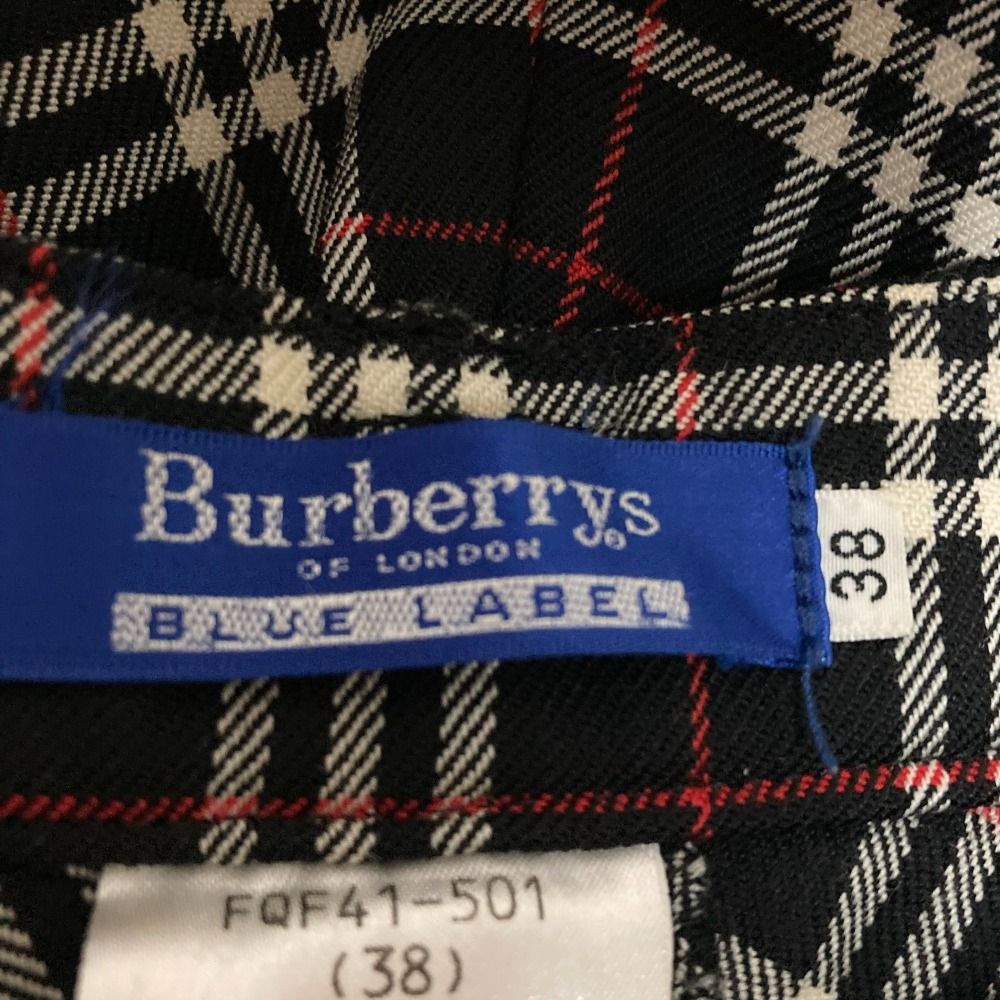 Burberrys®
OF LONDON
BLUE LABEL
38
FQF41-501
(38)